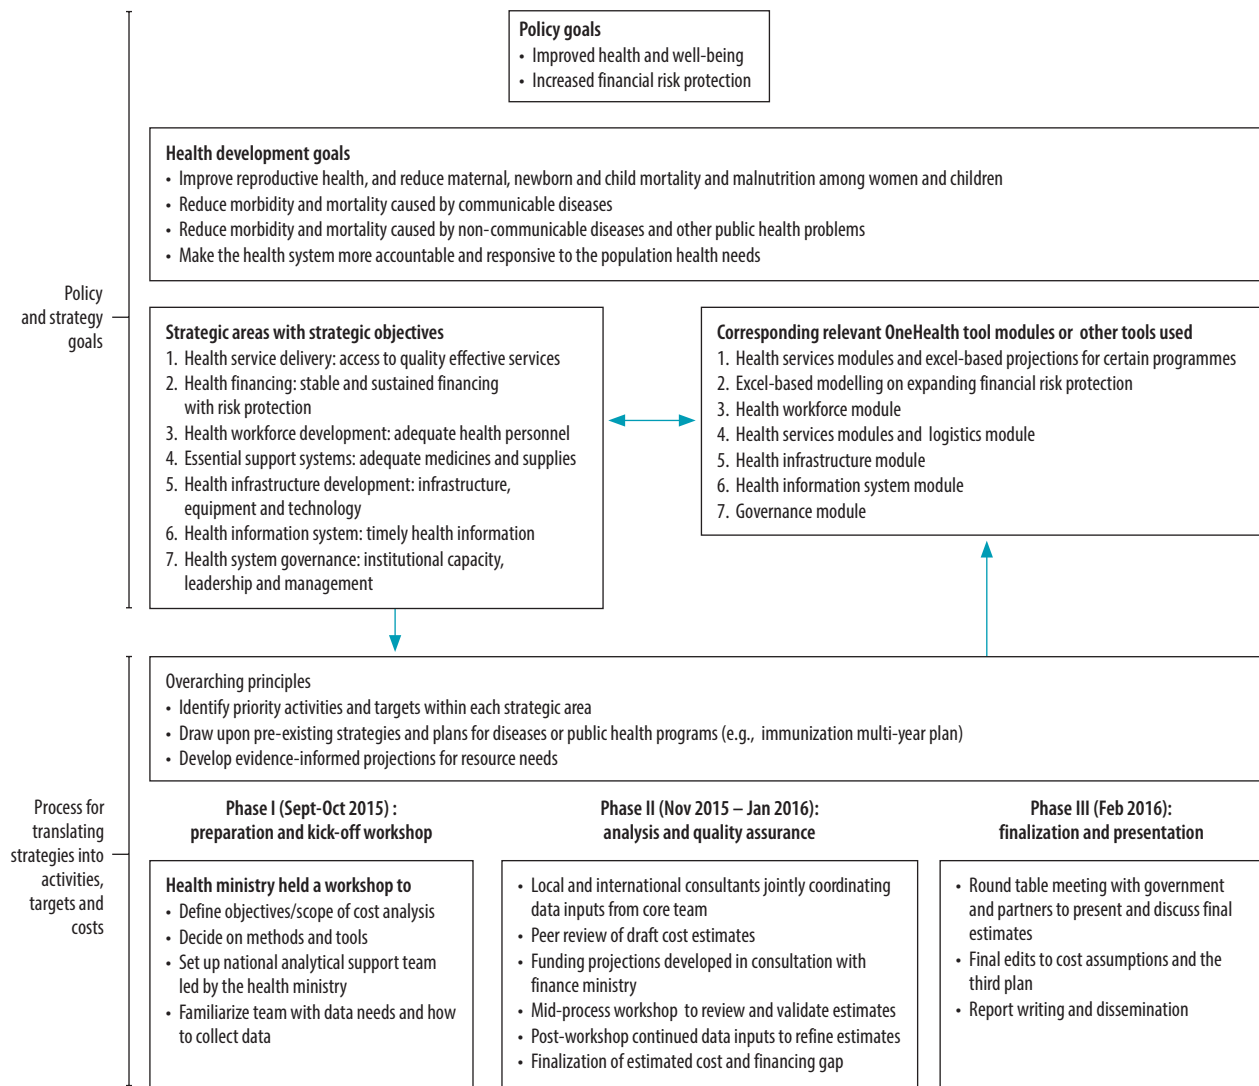 Policy goals
• Improved health and well-being
• Increased financial risk protection
Health development goals
• Improve reproductive health, and reduce maternal, newborn and child mortality and malnutrition among women and children
• Reduce morbidity and mortality caused by communicable diseases
• Reduce morbidity and mortality caused by non-communicable diseases and other public health problems
• Make the health system more accountable and responsive to the population health needs
Policy
and strategy
goals
Strategic areas with strategic objectives
1. Health service delivery: access to quality effective services
2. Health financing: stable and sustained financing
with risk protection
3. Health workforce development: adequate health personnel
4. Essential support systems: adequate medicines and supplies
5. Health infrastructure development: infrastructure,
equipment and technology
6. Health information system: timely health information
7. Health system governance: institutional capacity,
leadership and management
Corresponding relevant OneHealth tool modules or other tools used
1. Health services modules and excel-based projections for certain programmes
2. Excel-based modelling on expanding financial risk protection
3. Health workforce module
4. Health services modules and logistics module
5. Health infrastructure module
6. Health information system module
7. Governance module
Overarching principles
• Identify priority activities and targets within each strategic area
• Draw upon pre-existing strategies and plans for diseases or public health programs (e.g., immunization multi-year plan)
• Develop evidence-informed projections for resource needs
Process for
translating
strategies into
activities,
targets and
costs
Phase I (Sept-Oct 2015) :
preparation and kick-off workshop
Health ministry held a workshop to
• Define objectives/scope of cost analysis
• Decide on methods and tools
• Set up national analytical support team
led by the health ministry
• Familiarize team with data needs and how
to collect data
Phase II (Nov 2015 – Jan 2016):
analysis and quality assurance
• Local and international consultants jointly coordinating
data inputs from core team
• Peer review of draft cost estimates
• Funding projections developed in consultation with
finance ministry
• Mid-process workshop to review and validate estimates
• Post-workshop continued data inputs to refine estimates
• Finalization of estimated cost and financing gap
Phase III (Feb 2016):
finalization and presentation
• Round table meeting with government
and partners to present and discuss final
estimates
• Final edits to cost assumptions and the
third plan
• Report writing and dissemination